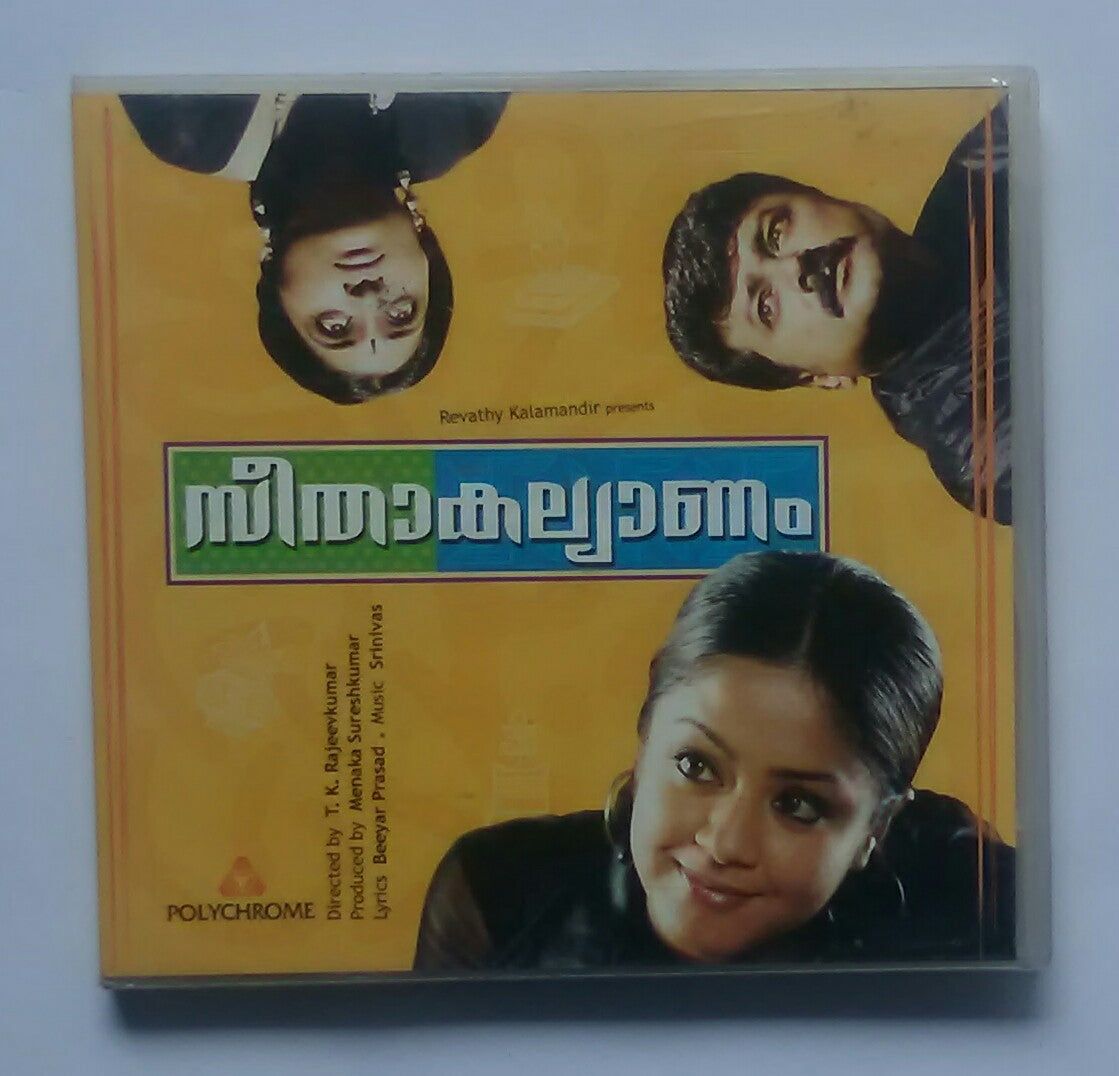 Revathy Kalamandir presents
സീതാകല്യാണം
Directed by T. K. Rajeevkumar
Produced by Menaka Sureshkumar
Lyrics Beeyar Prasad . Music Srinivas
POLYCHROME